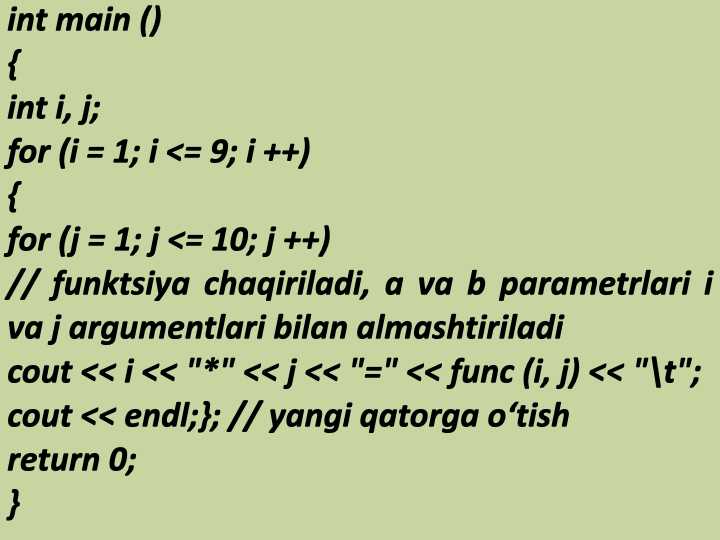 int main ()
{
int i, j;
for (i = 1; i <= 9; i ++)
{
for (j = 1; j <= 10; j ++)
// funktsiya chaqiriladi, a va b parametrlari i
va j argumentlari bilan almashtiriladi
cout << i << "*" << j << "=" << func (i, j) << "\t";
cout << endl;}; // yangi qatorga o‘tish
return 0;
}